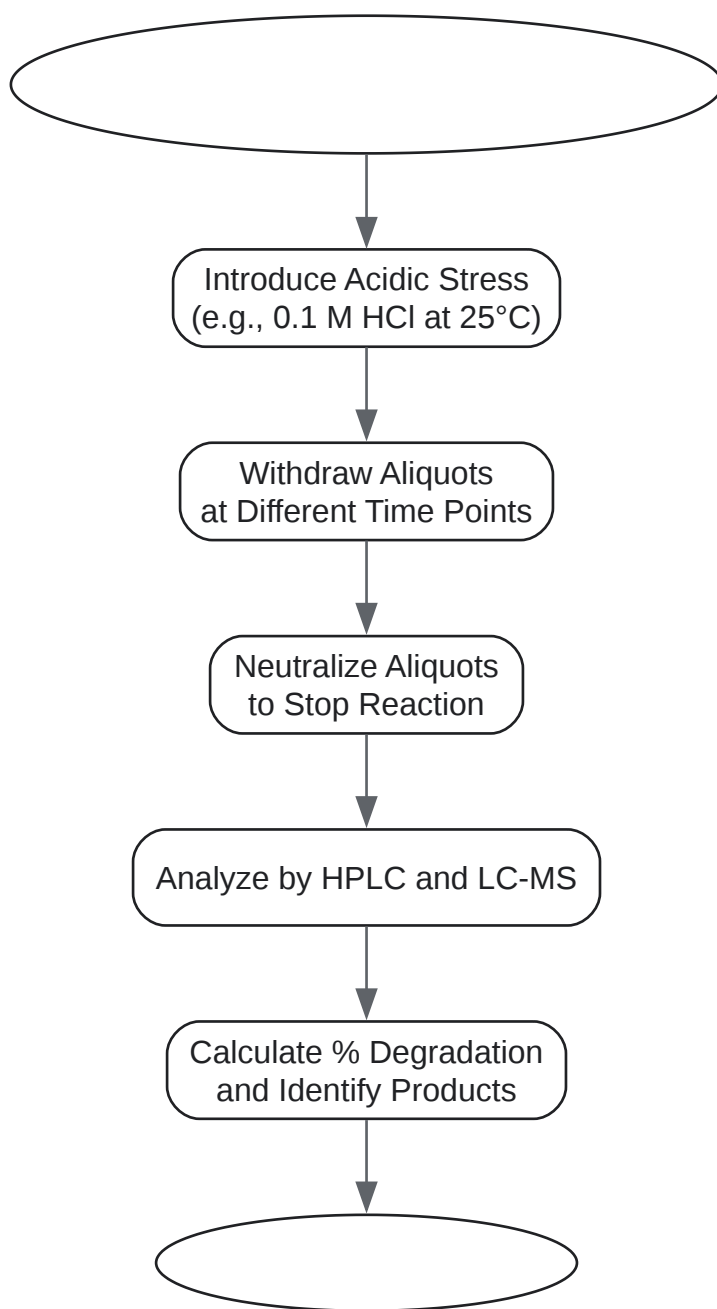 Introduce Acidic Stress
(e.g., 0.1 M HCl at 25°C)
Withdraw Aliquots
at Different Time Points
Neutralize Aliquots
to Stop Reaction
Analyze by HPLC and LC-MS
Calculate % Degradation
and Identify Products